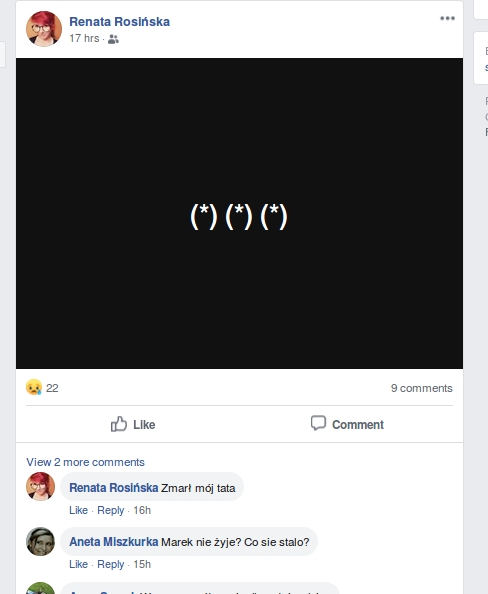 Renata Rosińska
17 hrs ·
(*) (*) (*)
22
9 comments
Like
Comment
View 2 more comments
Renata Rosińska Zmarł mój tata
Like · Reply · 16h
Aneta Miszkurka Marek nie żyje? Co sie stalo?
Like · Reply · 15h